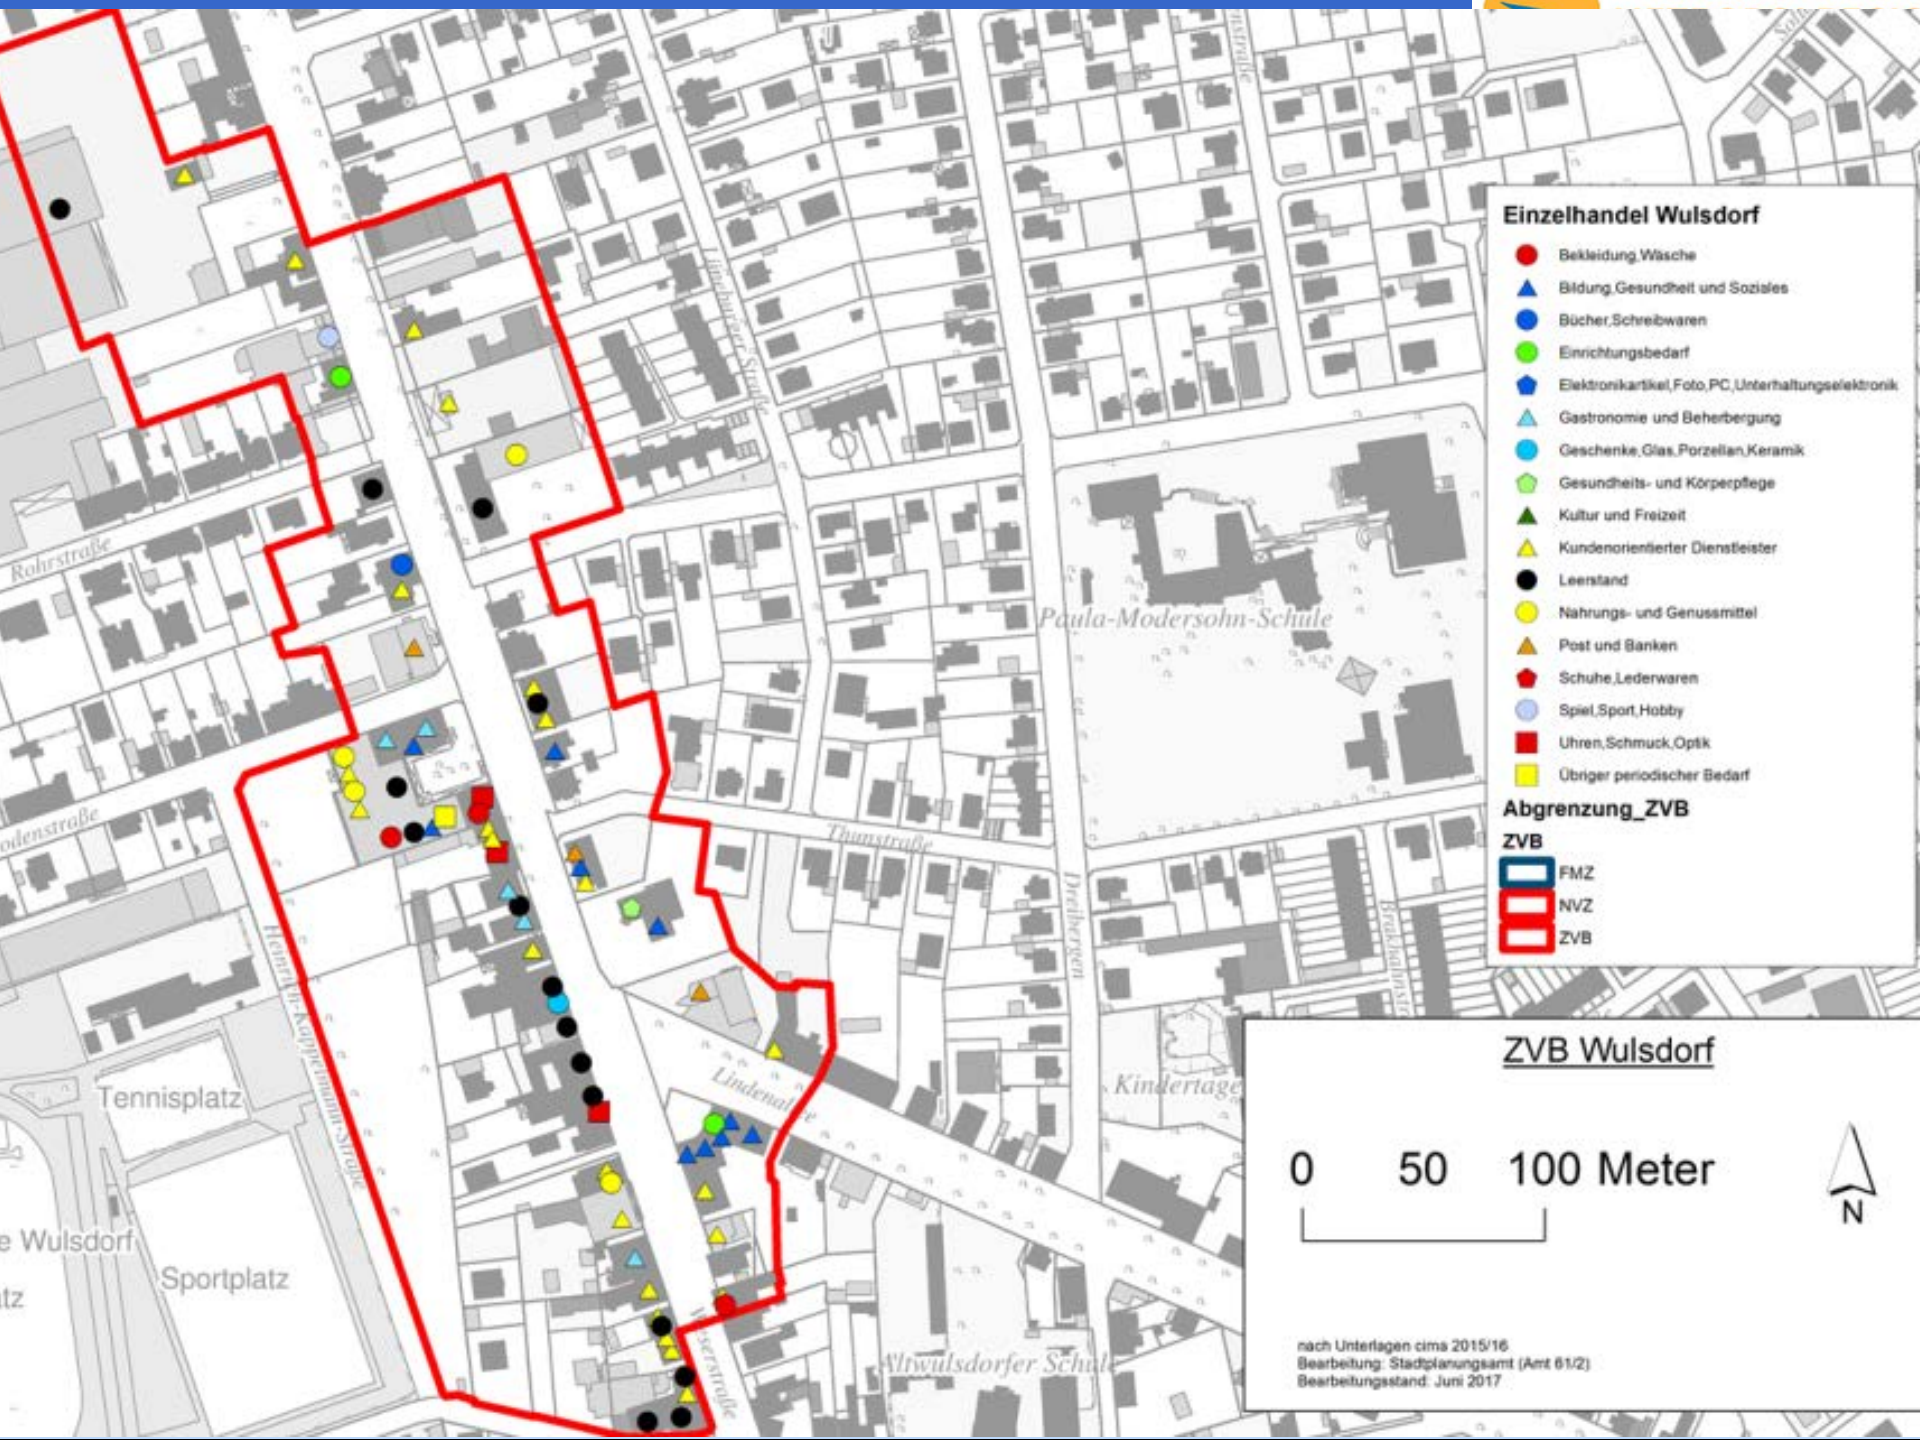 Einzelhandel Wulsdorf
Bekleidung,Wäsche
Bildung,Gesundheit und Soziales
Bücher,Schreibwaren
Einrichtungsbedarf
Elektronikartikel,Foto,PC,Unterhaltungselektronik
Gastronomie und Beherbergung
Geschenke,Glas,Porzellan,Keramik
Gesundheits- und Körperpflege
Kultur und Freizeit
Kundenorientierter Dienstleister
Leerstand
Nahrungs- und Genussmittel
Post und Banken
Schuhe,Lederwaren
Spiel,Sport,Hobby
Uhren,Schmuck,Optik
Übriger periodischer Bedarf
Abgrenzung_ZVB
ZVB
FMZ
NVZ
ZVB
Lüneburger Straße
Rohrstraße
Paula-Modersohn-Schule
odenstraße
Thunstraße
Dreibergen
Heinrich-Kappelmann-Straße
Lindenallee
Kindertage
Tennisplatz
e Wulsdorf
tz
Sportplatz
Weserstraße
Altwulsdorfer Schule
ZVB Wulsdorf
0 50 100 Meter
N
nach Unterlagen cima 2015/16
Bearbeitung: Stadtplanungsamt (Amt 61/2)
Bearbeitungsstand: Juni 2017